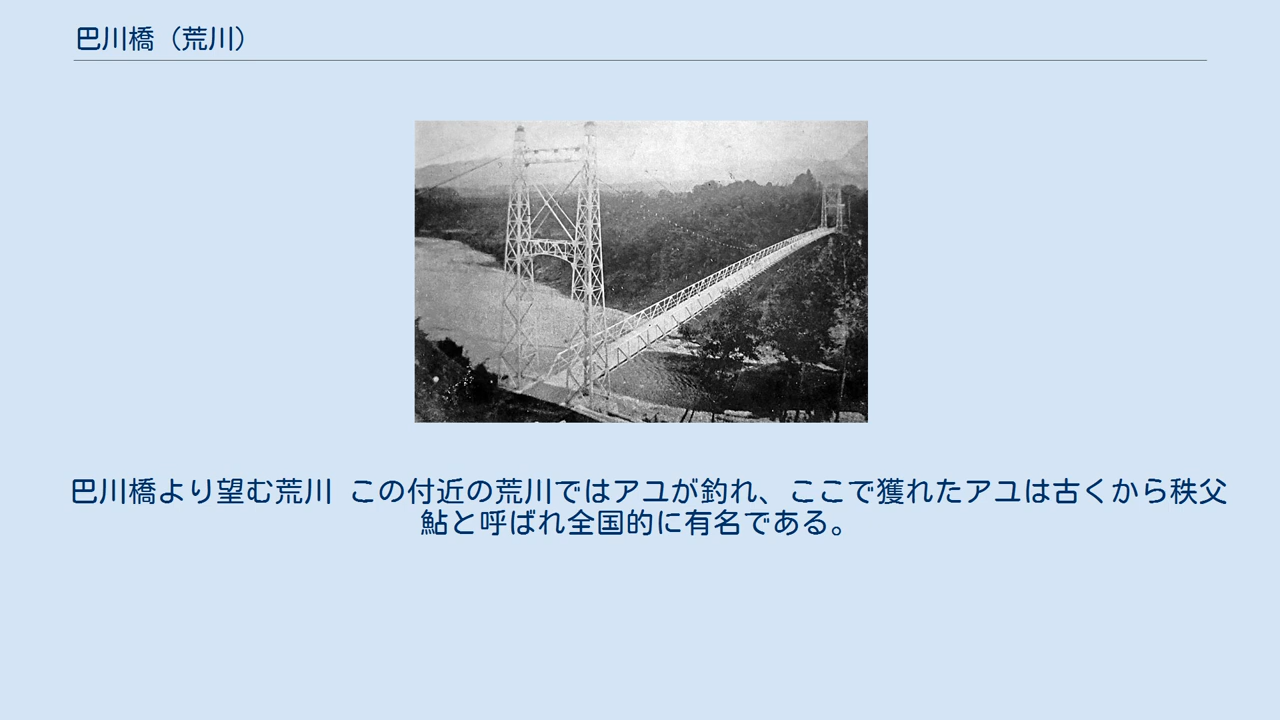 巴川橋（荒川）
巴川橋より望む荒川 この付近の荒川ではアユが釣れ、ここで獲れたアユは古くから秩父
鮎と呼ばれ全国的に有名である。